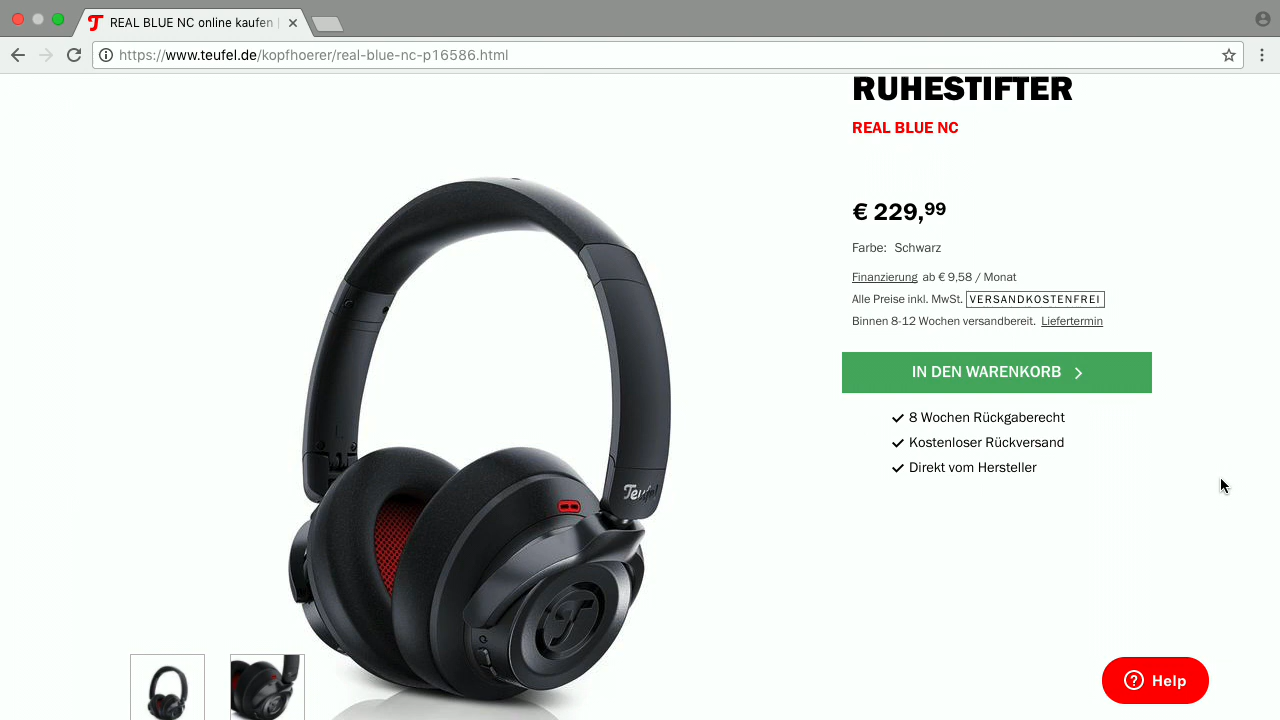 REAL BLUE NC online kaufen |
https://www.teufel.de/kopfhoerer/real-blue-nc-p16586.html
RUHESTIFTER
REAL BLUE NC
€ 229,99
Farbe: Schwarz
Finanzierung ab € 9,58 / Monat
Alle Preise inkl. MwSt. VERSANDKOSTENFREI
Binnen 8-12 Wochen versandbereit. Liefertermin
IN DEN WARENKORB
8 Wochen Rückgaberecht
Kostenloser Rückversand
Direkt vom Hersteller
L
Teufel
Help